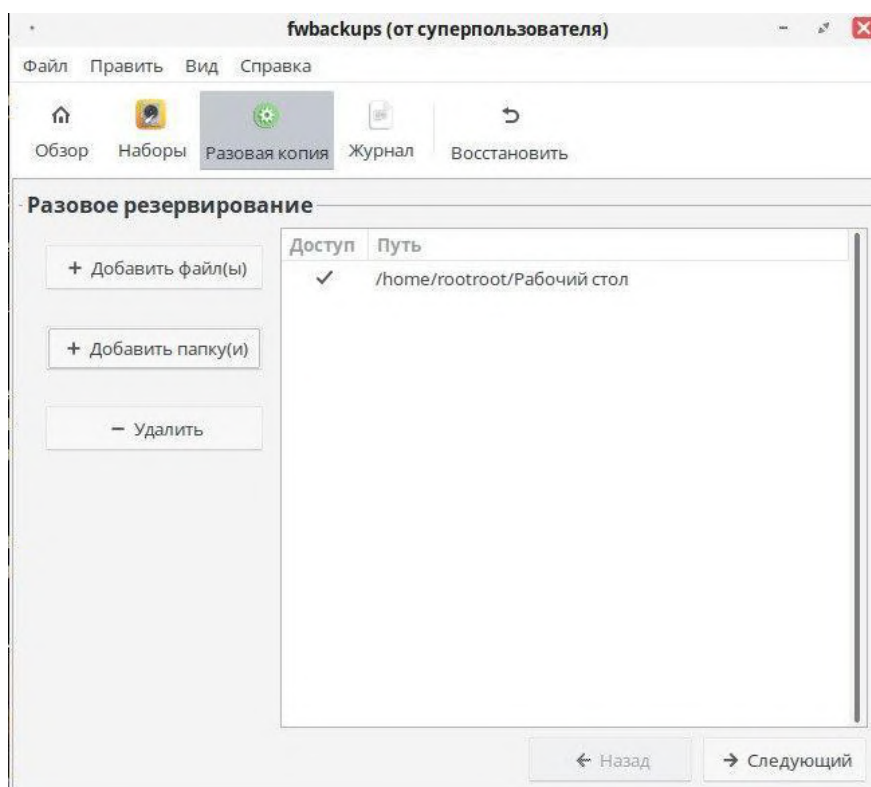 fwbackups (от суперпользователя)
Файл Править Вид Справка
Обзор Наборы Разовая копия Журнал Восстановить
Разовое резервирование
Доступ Путь
+ Добавить файл(ы)
/home/rootroot/Рабочий стол
+ Добавить папку(и)
− Удалить
Назад Следующий